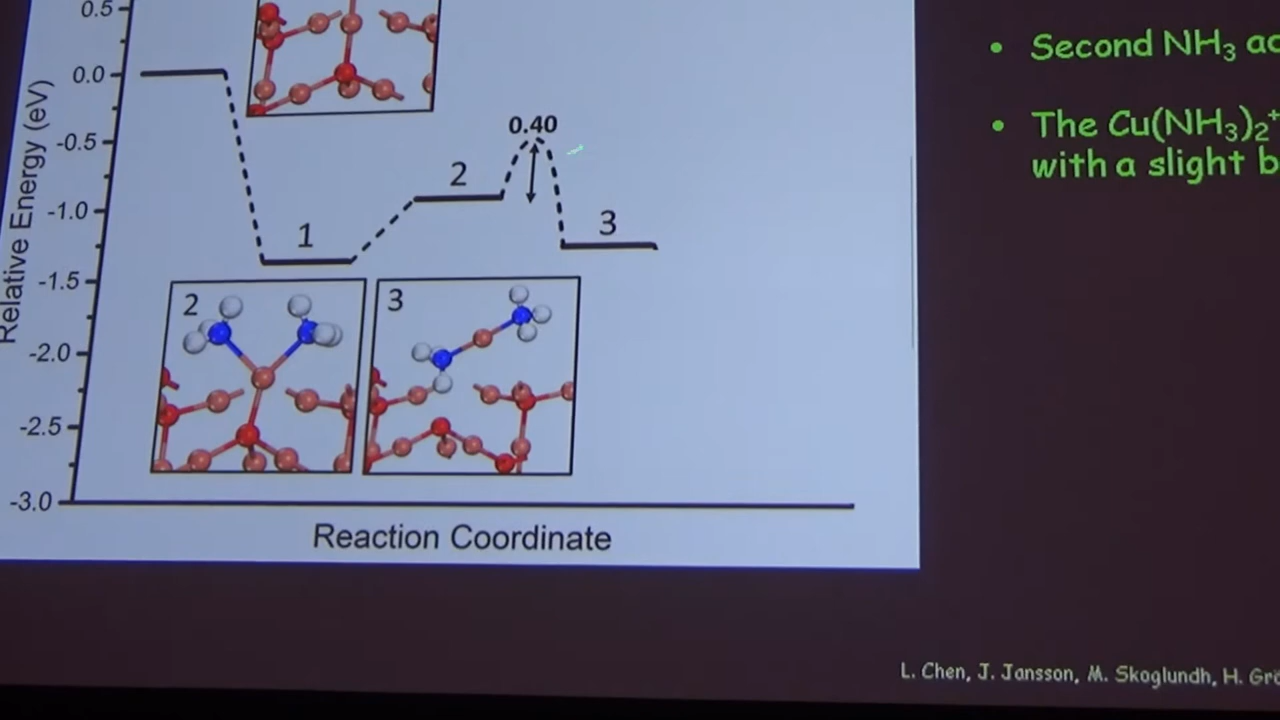 0.5
0.0
-0.5
-1.0
-1.5
-2.0
-2.5
-3.0
Relative Energy (eV)
0.40
1
2
3
2
3
Reaction Coordinate
• Second NH₃
• The Cu(NH₃)₂⁺
with a slight
L. Chen, J. Jansson, M. Skoglundh, H.